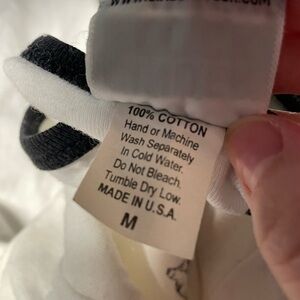 100% COTTON
Hand or Machine
Wash Separately
In Cold Water.
Do Not Bleach.
Tumble Dry Low.
MADE IN U.S.A.
M